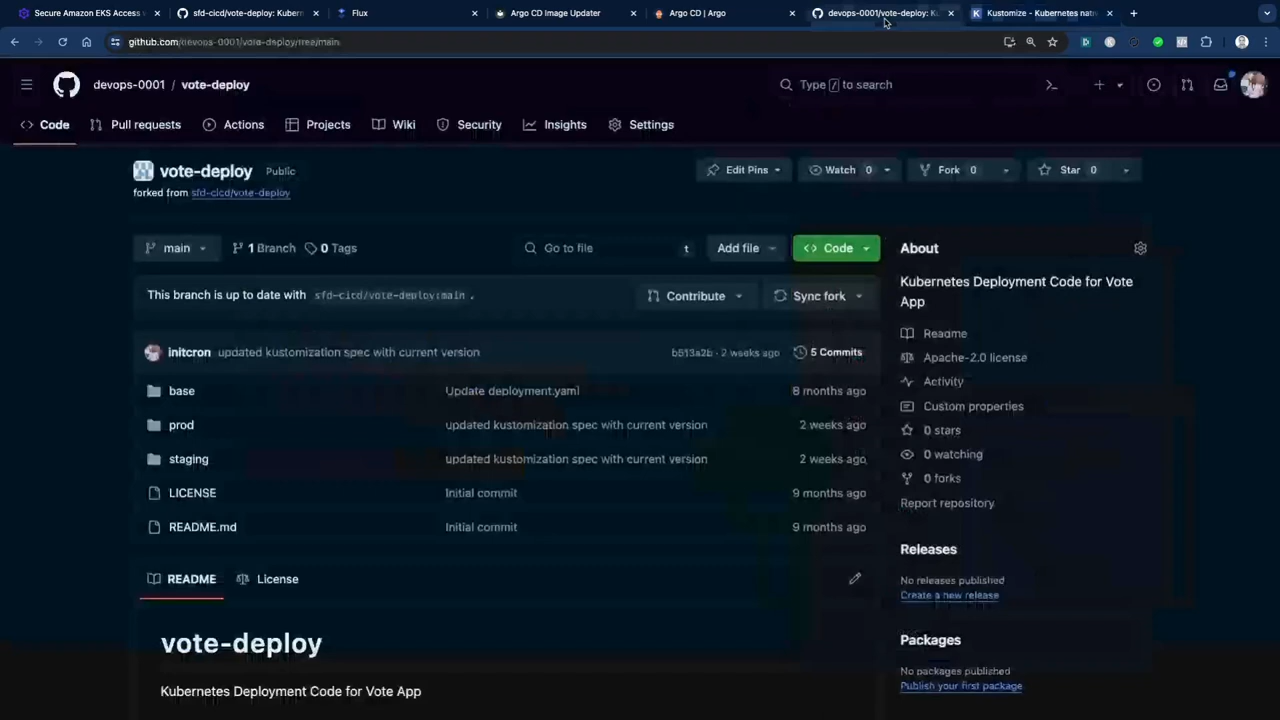 Secure Amazon EKS Access w
sfd-cicd/vote-deploy: Kubern
Flux
Argo CD Image Updater
Argo CD | Argo
devops-0001/vote-deploy: Ku
Kustomize - Kubernetes nativ
github.com/devops-0001/vote-deploy/tree/main
devops-0001 / vote-deploy
Type / to search
Code
Pull requests
Actions
Projects
Wiki
Security
Insights
Settings
vote-deploy Public
Edit Pins
Watch 0
Fork 0
Star 0
forked from sfd-cicd/vote-deploy
main
1 Branch
0 Tags
Go to file
t
Add file
Code
This branch is up to date with sfd-cicd/vote-deploy:main .
Contribute
Sync fork
initcron updated kustomization spec with current version
b513a2b · 2 weeks ago
5 Commits
base Update deployment.yaml 8 months ago
prod updated kustomization spec with current version 2 weeks ago
staging updated kustomization spec with current version 2 weeks ago
LICENSE Initial commit 9 months ago
README.md Initial commit 9 months ago
README
License
vote-deploy
Kubernetes Deployment Code for Vote App
About
Kubernetes Deployment Code for Vote
App
Readme
Apache-2.0 license
Activity
Custom properties
0 stars
0 watching
0 forks
Report repository
Releases
No releases published
Create a new release
Packages
No packages published
Publish your first package